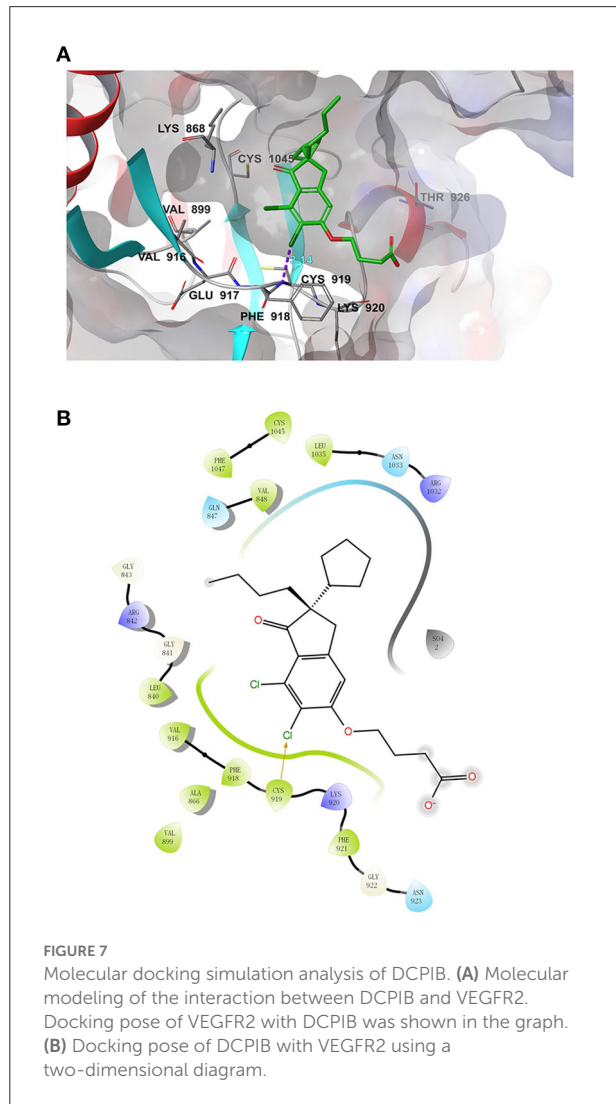 A
LYS 868
CYS 1045
THR 926
VAL 899
VAL 916
3.14
GLU 917
CYS 919
PHE 918
LYS 920
B
CYS
1045
LEU
1035
PHE
1047
ASN
1033
ARG
1032
VAL
848
GLN
847
GLY
843
ARG
842
GLY
841
LEU
840
SO4
2
O
Cl
Cl
O
O
O-
VAL
916
PHE
918
CYS
919
LYS
920
ALA
866
VAL
899
PHE
921
GLY
922
ASN
923
FIGURE 7
Molecular docking simulation analysis of DCPIB. (A) Molecular
modeling of the interaction between DCPIB and VEGFR2.
Docking pose of VEGFR2 with DCPIB was shown in the graph.
(B) Docking pose of DCPIB with VEGFR2 using a
two-dimensional diagram.